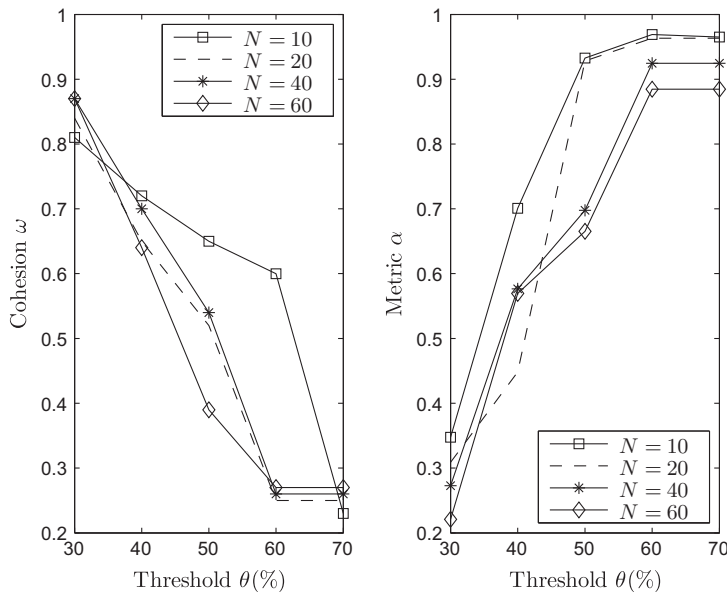 1
0.9
0.8
0.7
0.6
0.5
0.4
0.3
0.2
30 40 50 60 70
Cohesion ω
Threshold θ(%)
N = 10
N = 20
N = 40
N = 60
1
0.9
0.8
0.7
0.6
0.5
0.4
0.3
0.2
30 40 50 60 70
Metric α
Threshold θ(%)
N = 10
N = 20
N = 40
N = 60